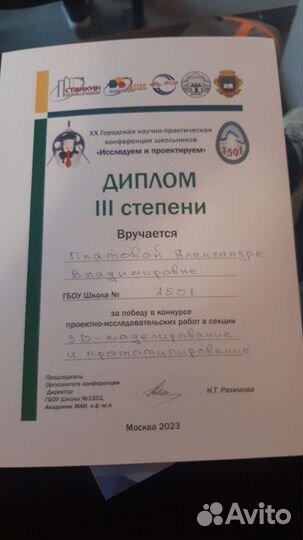 СТАНКИН
XX Городская научно-практическая
конференция школьников
«Исследуем и проектируем»
1501
ДИПЛОМ
III степени
Вручается
Платовой Александре
Владимировне
ГБОУ Школа № 1501
за победу в конкурсе
проектно-исследовательских работ в секции
3D-моделирование
и прототипирование
Председатель
Оргкомитета конференции
Директор
ГБОУ Школы №1501,
Академик МАИ, к.ф-м.н.
Н.Т. Рахимова
Москва 2023
Avito